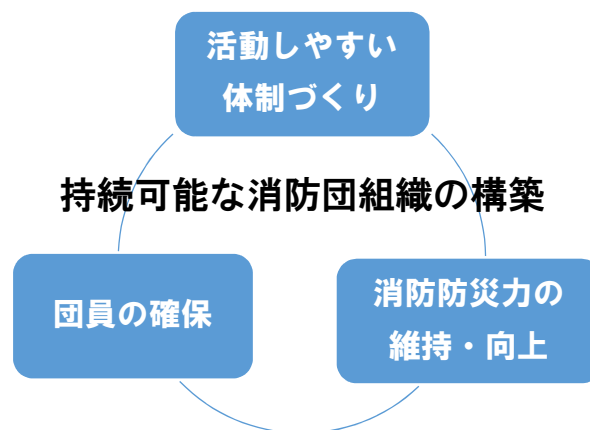 活動しやすい
体制づくり
持続可能な消防団組織の構築
団員の確保
消防防災力の
維持・向上